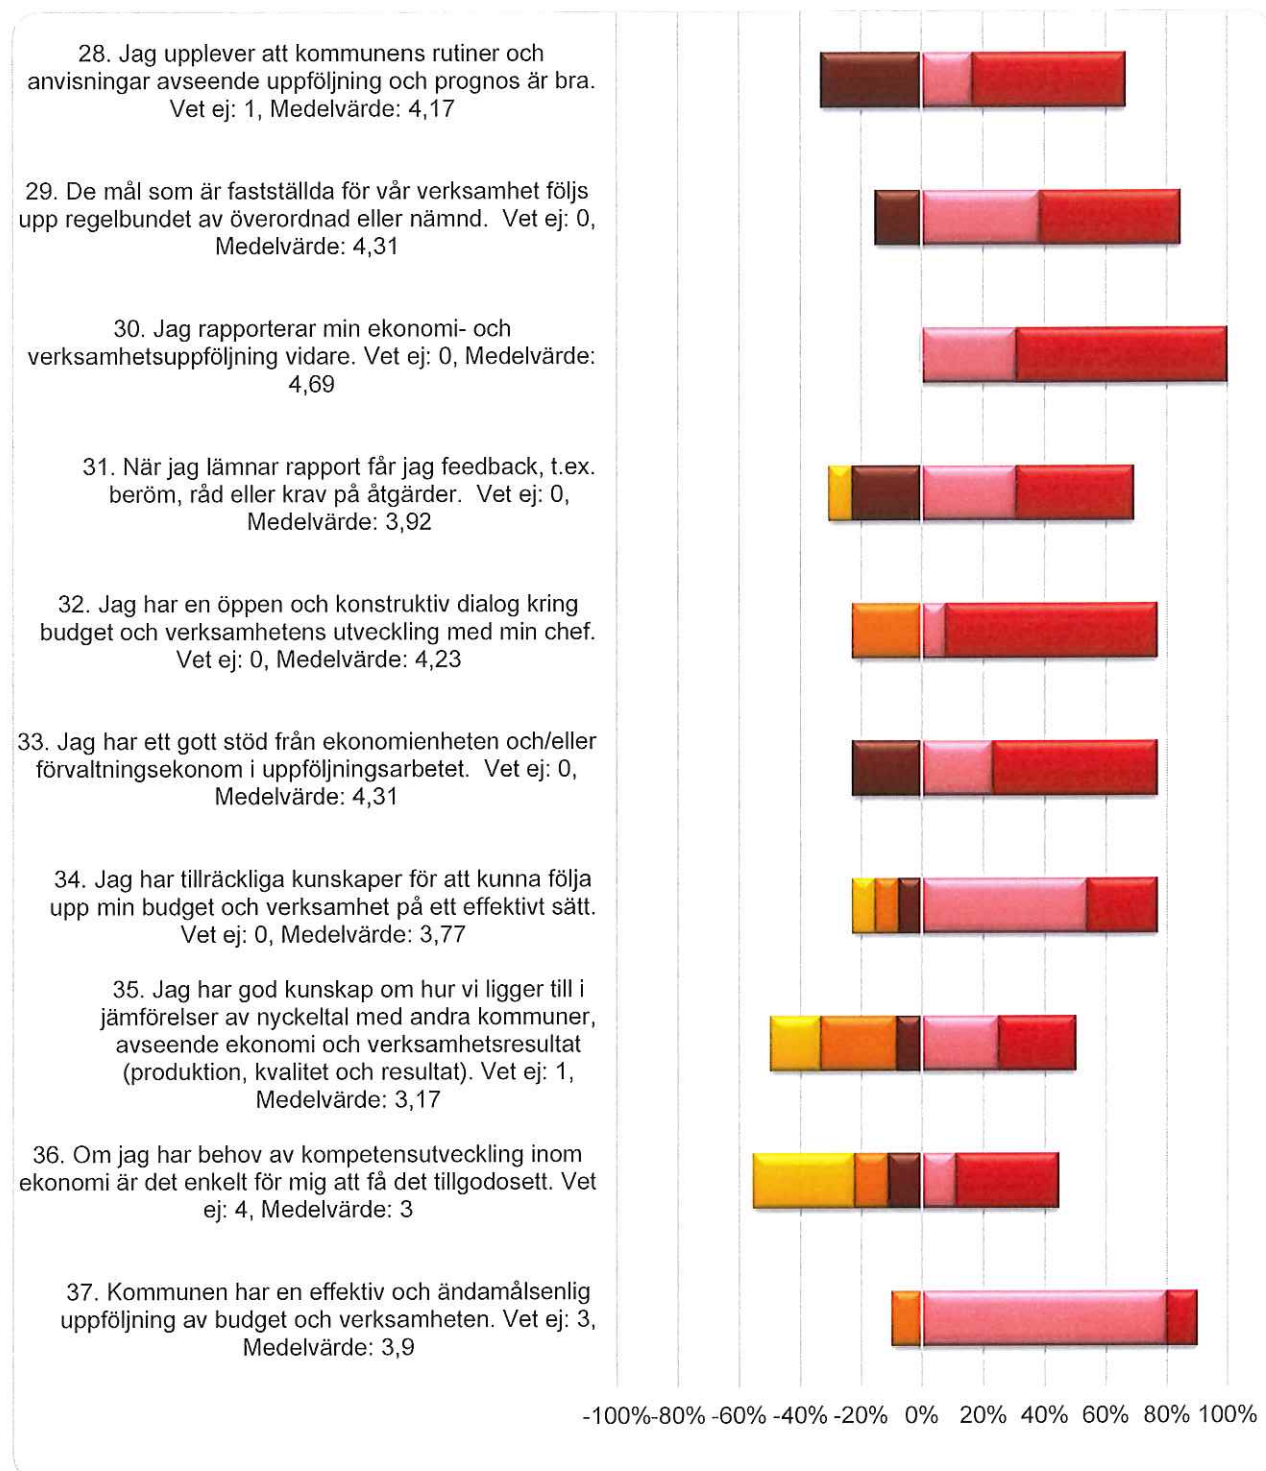 28. Jag upplever att kommunens rutiner och
anvisningar avseende uppföljning och prognos är bra.
Vet ej: 1, Medelvärde: 4,17
29. De mål som är fastställda för vår verksamhet följs
upp regelbundet av överordnad eller nämnd.  Vet ej: 0,
Medelvärde: 4,31
30. Jag rapporterar min ekonomi- och
verksamhetsuppföljning vidare. Vet ej: 0, Medelvärde:
4,69
31. När jag lämnar rapport får jag feedback, t.ex.
beröm, råd eller krav på åtgärder.  Vet ej: 0,
Medelvärde: 3,92
32. Jag har en öppen och konstruktiv dialog kring
budget och verksamhetens utveckling med min chef.
Vet ej: 0, Medelvärde: 4,23
33. Jag har ett gott stöd från ekonomienheten och/eller
förvaltningsekonom i uppföljningsarbetet.  Vet ej: 0,
Medelvärde: 4,31
34. Jag har tillräckliga kunskaper för att kunna följa
upp min budget och verksamhet på ett effektivt sätt.
Vet ej: 0, Medelvärde: 3,77
35. Jag har god kunskap om hur vi ligger till i
jämförelser av nyckeltal med andra kommuner,
avseende ekonomi och verksamhetsresultat
(produktion, kvalitet och resultat). Vet ej: 1,
Medelvärde: 3,17
36. Om jag har behov av kompetensutveckling inom
ekonomi är det enkelt för mig att få det tillgodosett. Vet
ej: 4, Medelvärde: 3
37. Kommunen har en effektiv och ändamålsenlig
uppföljning av budget och verksamheten. Vet ej: 3,
Medelvärde: 3,9
-100% -80% -60% -40% -20% 0% 20% 40% 60% 80% 100%